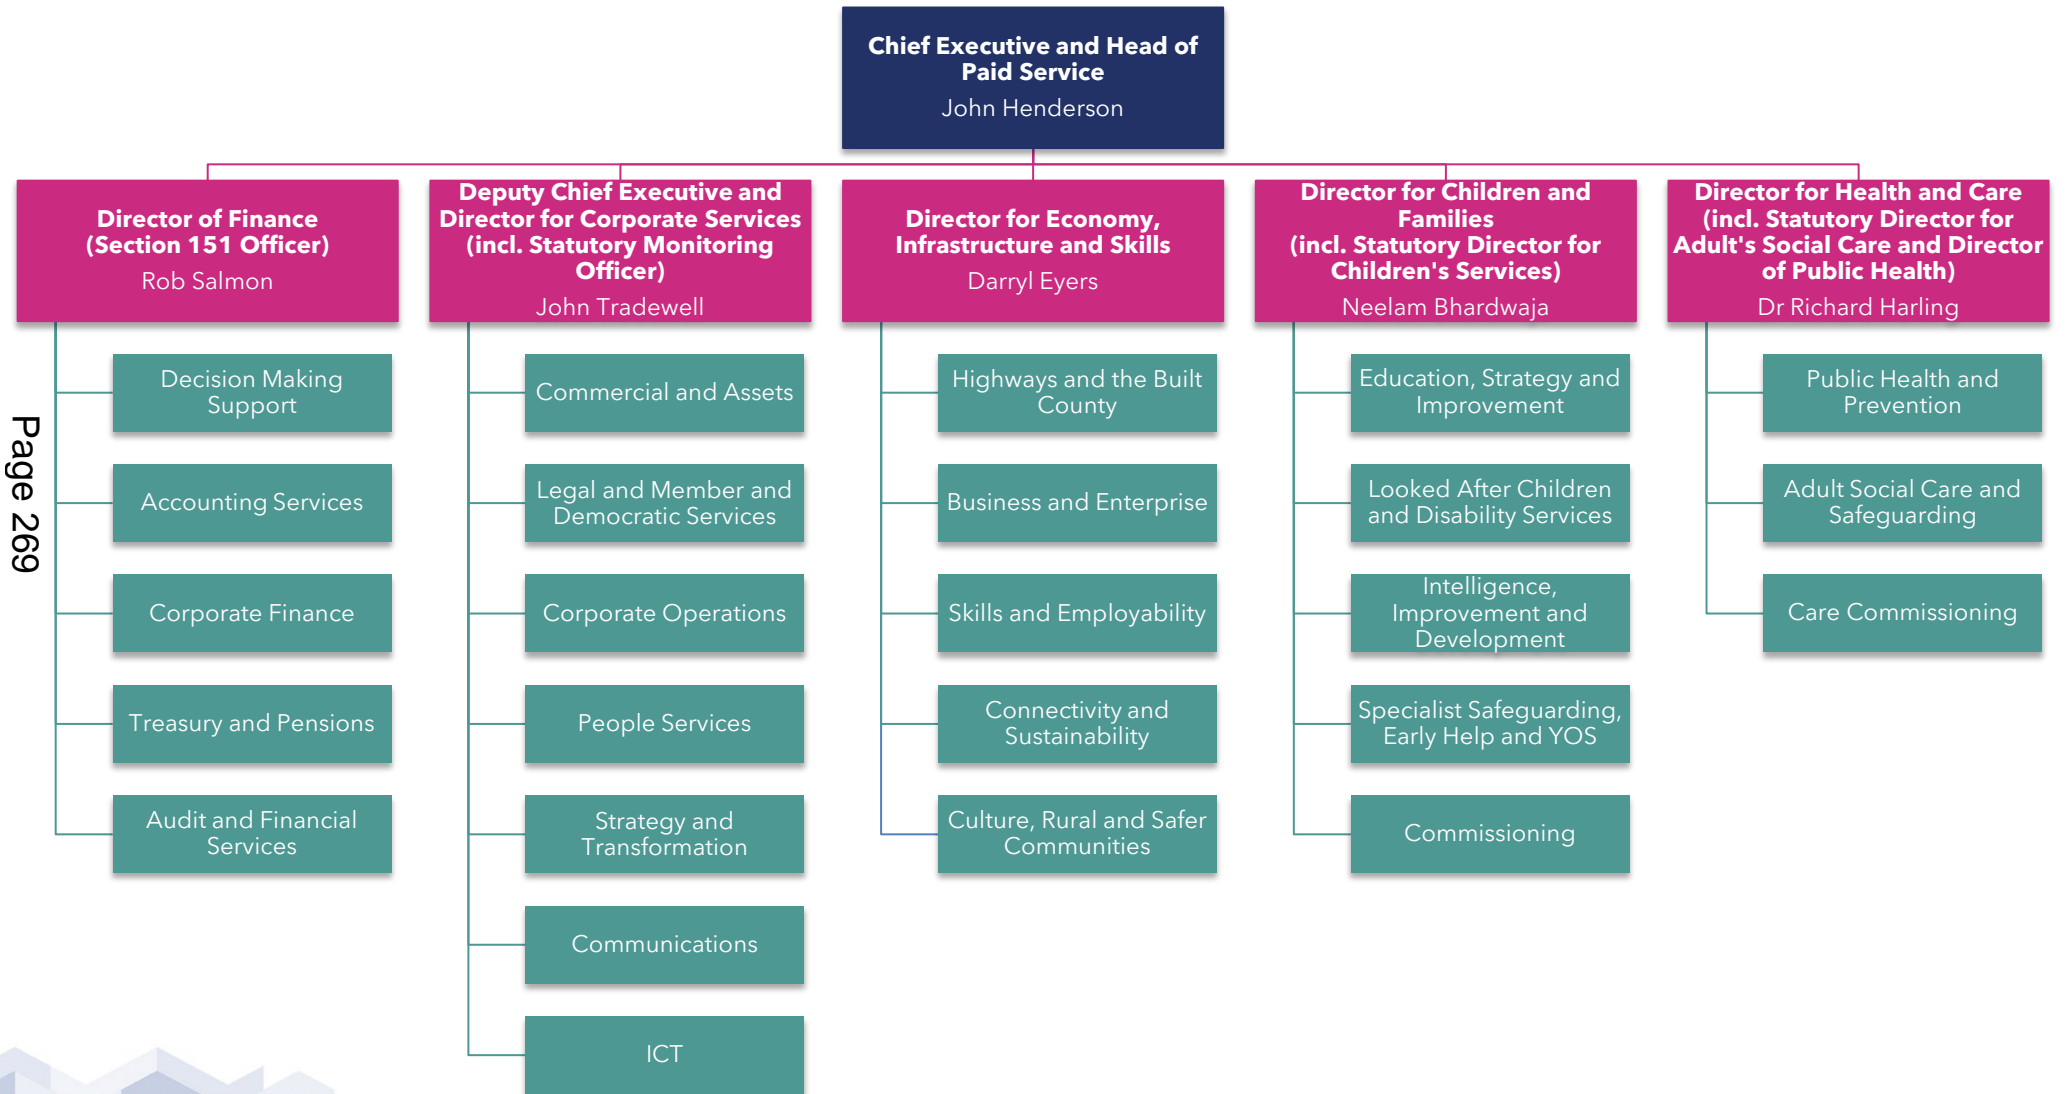 Chief Executive and Head of
Paid Service
John Henderson
Director of Finance
(Section 151 Officer)
Rob Salmon
Deputy Chief Executive and
Director for Corporate Services
(incl. Statutory Monitoring
Officer)
John Tradewell
Director for Economy,
Infrastructure and Skills
Darryl Eyers
Director for Children and
Families
(incl. Statutory Director for
Children's Services)
Neelam Bhardwaja
Director for Health and Care
(incl. Statutory Director for
Adult's Social Care and Director
of Public Health)
Dr Richard Harling
Decision Making
Support
Accounting Services
Corporate Finance
Treasury and Pensions
Audit and Financial
Services
Commercial and Assets
Legal and Member and
Democratic Services
Corporate Operations
People Services
Strategy and
Transformation
Communications
ICT
Highways and the Built
County
Business and Enterprise
Skills and Employability
Connectivity and
Sustainability
Culture, Rural and Safer
Communities
Education, Strategy and
Improvement
Looked After Children
and Disability Services
Intelligence,
Improvement and
Development
Specialist Safeguarding,
Early Help and YOS
Commissioning
Public Health and
Prevention
Adult Social Care and
Safeguarding
Care Commissioning
Page 269